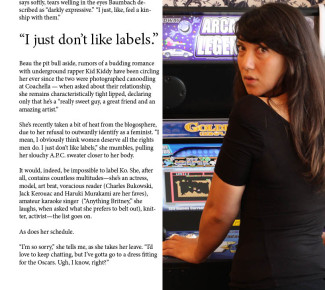 says softly, tears welling in the eyes Baumbach de-
scribed as "darkly expressive." "I just, like, feel a kin-
ship with them."
"I just don't like labels."
Beau the pit bull aside, rumors of a budding romance
with underground rapper Kid Kiddy have been circling
her ever since the two were photographed canoodling
at Coachella — when asked about their relationship,
she remains characteristically tight lipped, declaring
only that he's a "really sweet guy, a great friend and an
amazing artist."
She's recently taken a bit of heat from the blogosphere,
due to her refusal to outwardly identify as a feminist. "I
mean, I obviously think women deserve all the rights
men do. I just don't like labels," she mumbles, pulling
her slouchy A.P.C. sweater closer to her body.
It would, indeed, be impossible to label Ko. She, after
all, contains countless multitudes—she's an actress,
model, art brat, voracious reader (Charles Bukowski,
Jack Kerouac and Haruki Murakami are her faves),
amateur karaoke singer ("Anything Britney," she
laughs, when asked what she prefers to belt out), knit-
ter, activist—the list goes on.
As does her schedule.
"I'm so sorry," she tells me, as she takes her leave. "I'd
love to keep chatting, but I've gotta go to a dress fitting
for the Oscars. Ugh, I know, right?"
ARCADE
LEGENDS
GOLDEN